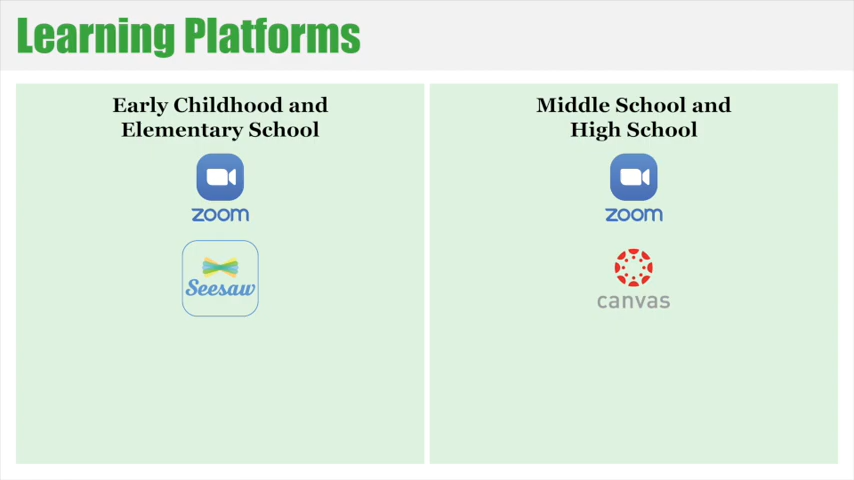 Learning Platforms
Early Childhood and
Elementary School
zoom
Seesaw
Middle School and
High School
zoom
canvas